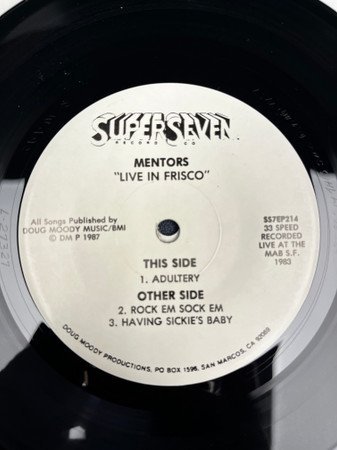 SUPER SEVEN
RECORD CO
MENTORS
"LIVE IN FRISCO"
All Songs Published by
DOUG MOODY MUSIC/BMI
© DM P 1987
SS7EP214
33 SPEED
RECORDED
LIVE AT THE
MAB S.F.
1983
THIS SIDE
1. ADULTERY
OTHER SIDE
2. ROCK EM SOCK EM
3. HAVING SICKIE'S BABY
DOUG MOODY PRODUCTIONS, PO BOX 1596, SAN MARCOS, CA 92069